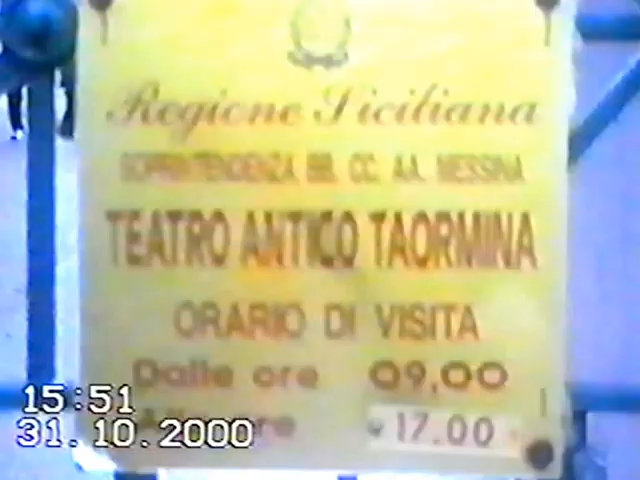 Regione Siciliana
SOPRINTENDENZA BB. CC. AA. MESSINA
TEATRO ANTICO TAORMINA
ORARIO DI VISITA
Dalle ore 09,00
17.00
15:51
31.10.2000